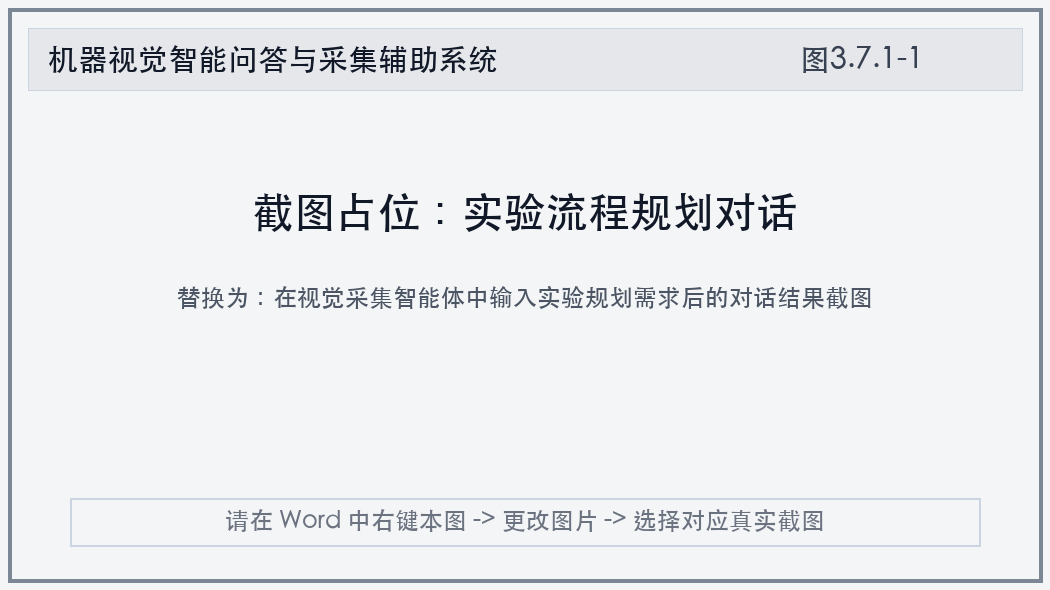 机器视觉智能问答与采集辅助系统 图3.7.1-1
截图占位：实验流程规划对话
替换为：在视觉采集智能体中输入实验规划需求后的对话结果截图
请在 Word 中右键本图 -> 更改图片 -> 选择对应真实截图